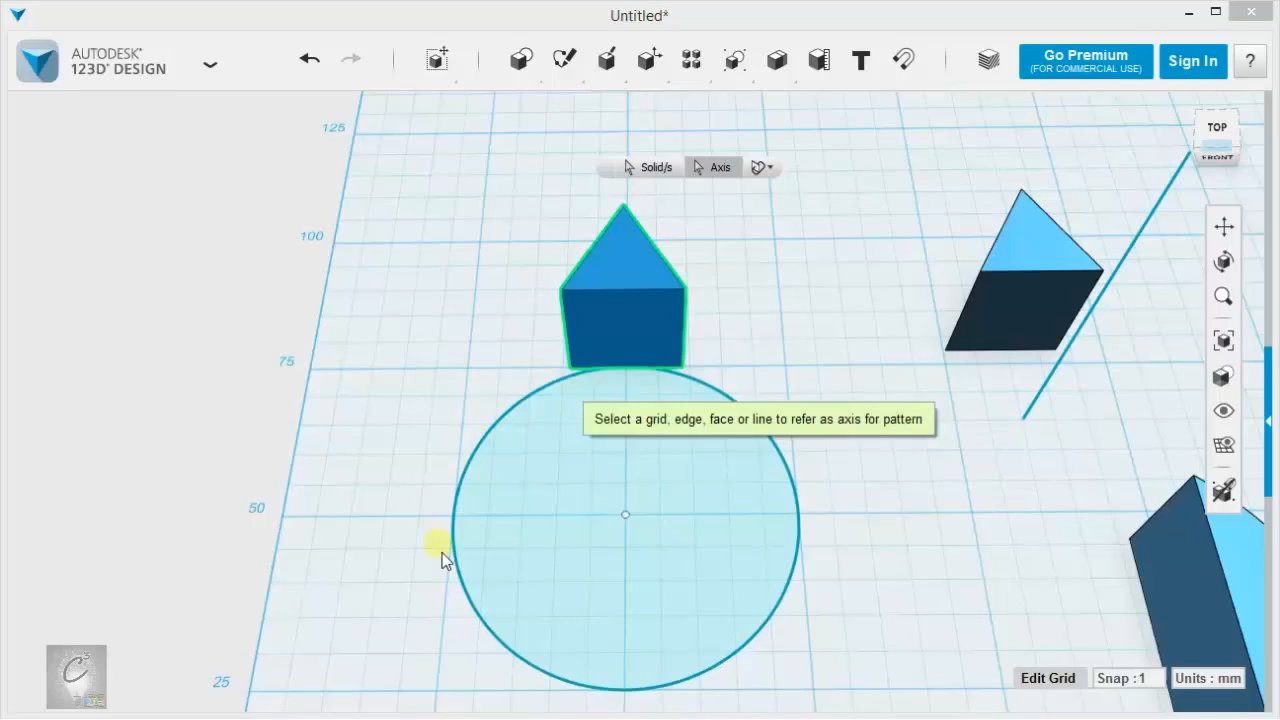 Untitled*
AUTODESK®
123D® DESIGN
T
Go Premium
(FOR COMMERCIAL USE)
Sign In
?
125
TOP
FRONT
Solid/s
Axis
100
75
Select a grid, edge, face or line to refer as axis for pattern
50
25
Edit Grid
Snap : 1
Units : mm